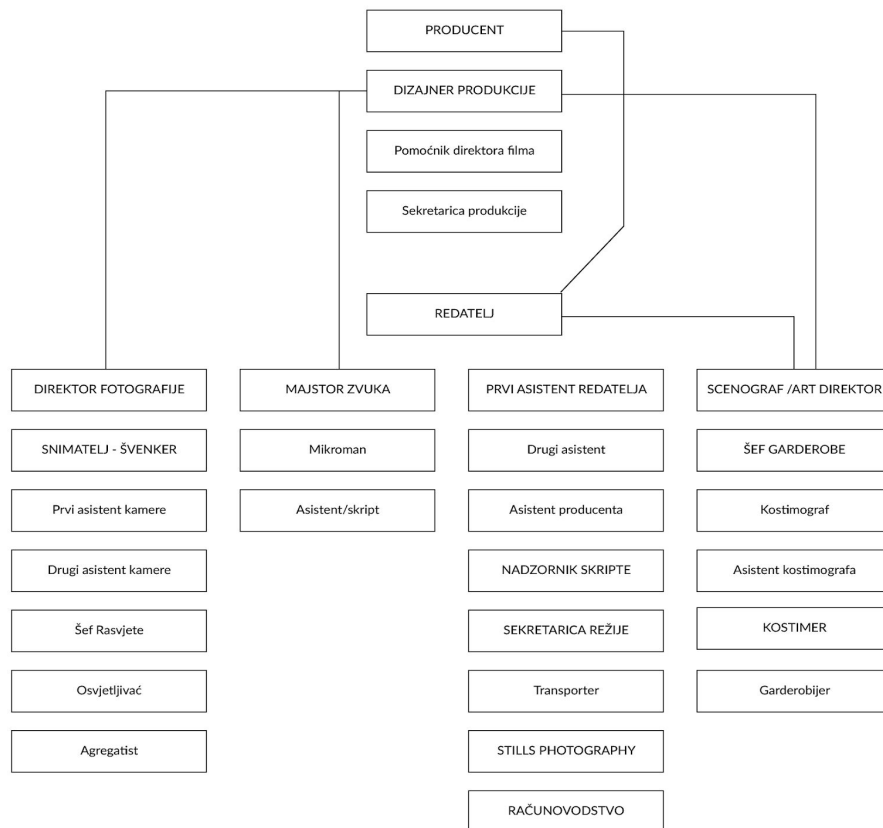 PRODUCENT
DIZAJNER PRODUKCIJE
Pomoćnik direktora filma
Sekretarica produkcije
REDATELJ
DIREKTOR FOTOGRAFIJE
SNIMATELJ - ŠVENKER
Prvi asistent kamere
Drugi asistent kamere
Šef Rasvjete
Osvjetljivać
Agregatist
MAJSTOR ZVUKA
Mikroman
Asistent/skript
PRVI ASISTENT REDATELJA
Drugi asistent
Asistent producenta
NADZORNIK SKRIPTE
SEKRETARICA REŽIJE
Transporter
STILLS PHOTOGRAPHY
RAČUNOVODSTVO
SCENOGRAF /ART DIREKTOR
ŠEF GARDEROBE
Kostimograf
Asistent kostimografa
KOSTIMER
Garderobijer